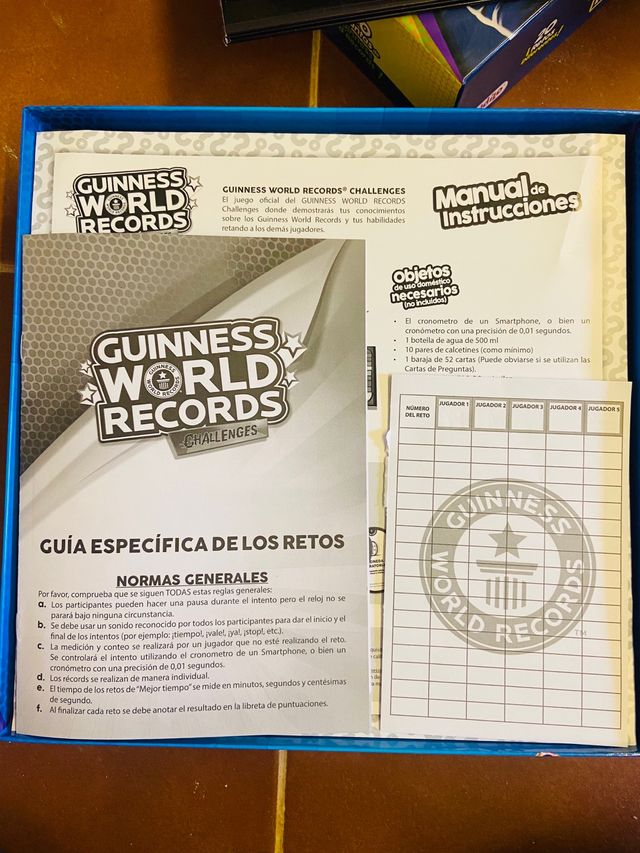 20
GUINNESS
WORLD
RECORDS
GUINNESS WORLD RECORDS® CHALLENGES
El juego oficial del GUINNESS WORLD RECORDS
Challenges donde demostrarás tus conocimientos
sobre los Guinness World Records y tus habilidades
retando a los demás jugadores.
Manual de
Instrucciones
Objetos
de uso doméstico
necesarios
(no incluidos)
• El cronometro de un Smartphone, o bien un
cronómetro con una precisión de 0,01 segundos.
• 1 botella de agua de 500 ml
• 10 pares de calcetines (como mínimo)
• 1 baraja de 52 cartas (Puede obviarse si se utilizan las
Cartas de Preguntas).
GUINNESS
WORLD
RECORDS
CHALLENGES
GUÍA ESPECÍFICA DE LOS RETOS
NORMAS GENERALES
Por favor, comprueba que se siguen TODAS estas reglas generales:
a. Los participantes pueden hacer una pausa durante el intento pero el reloj no se
parará bajo ninguna circunstancia.
b. Se debe usar un sonido reconocido por todos los participantes para dar el inicio y el
final de los intentos (por ejemplo: ¡tiempo!, ¡vale!, ¡ya!, ¡stop!, etc.).
c. La medición y conteo se realizará por un jugador que no esté realizando el reto.
Se controlará el intento utilizando el cronometro de un Smartphone, o bien un
cronómetro con una precisión de 0,01 segundos.
d. Los récords se realizan de manera individual.
e. El tiempo de los retos de "Mejor tiempo" se mide en minutos, segundos y centésimas
de segundo.
f. Al finalizar cada reto se debe anotar el resultado en la libreta de puntuaciones.
NÚMERO DEL RETO JUGADOR 1 JUGADOR 2 JUGADOR 3 JUGADOR 4 JUGADOR 5
GUINNESS
WORLD RECORDS™